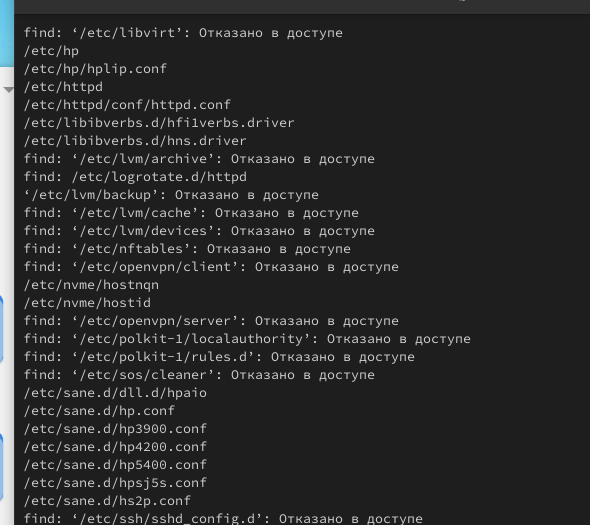 find: ‘/etc/libvirt’: Отказано в доступе
/etc/hp
/etc/hp/hplip.conf
/etc/httpd
/etc/httpd/conf/httpd.conf
/etc/libibverbs.d/hfi1verbs.driver
/etc/libibverbs.d/hns.driver
find: ‘/etc/lvm/archive’: Отказано в доступе
find: /etc/logrotate.d/httpd
‘/etc/lvm/backup’: Отказано в доступе
find: ‘/etc/lvm/cache’: Отказано в доступе
find: ‘/etc/lvm/devices’: Отказано в доступе
find: ‘/etc/nftables’: Отказано в доступе
find: ‘/etc/openvpn/client’: Отказано в доступе
/etc/nvme/hostnqn
/etc/nvme/hostid
find: ‘/etc/openvpn/server’: Отказано в доступе
find: ‘/etc/polkit-1/localauthority’: Отказано в доступе
find: ‘/etc/polkit-1/rules.d’: Отказано в доступе
find: ‘/etc/sos/cleaner’: Отказано в доступе
/etc/sane.d/dll.d/hpaio
/etc/sane.d/hp.conf
/etc/sane.d/hp3900.conf
/etc/sane.d/hp4200.conf
/etc/sane.d/hp5400.conf
/etc/sane.d/hpsj5s.conf
/etc/sane.d/hs2p.conf
find: ‘/etc/ssh/sshd_config.d’: Отказано в доступе